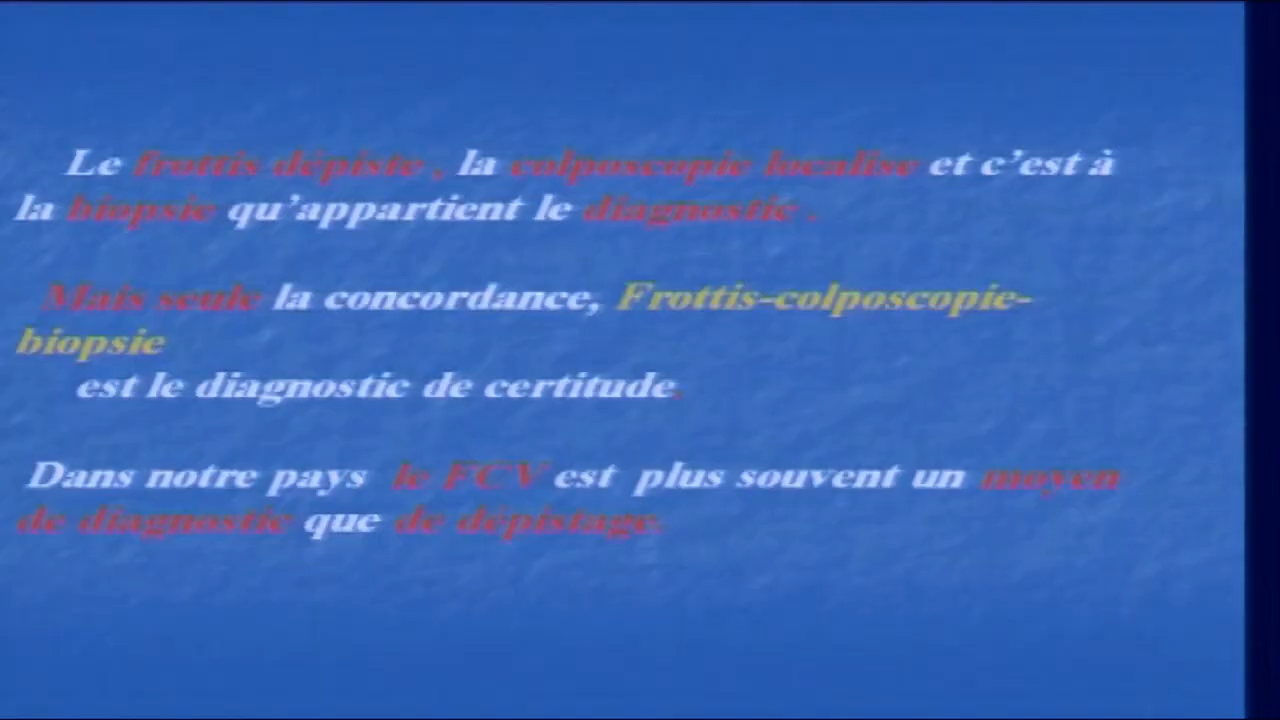 Le frottis dépiste , la colposcopie localise et c’est à
la biopsie qu’appartient le diagnostic .
Mais seule la concordance, Frottis-colposcopie-
biopsie
est le diagnostic de certitude.
Dans notre pays le FCV est plus souvent un moyen
de diagnostic que de dépistage.